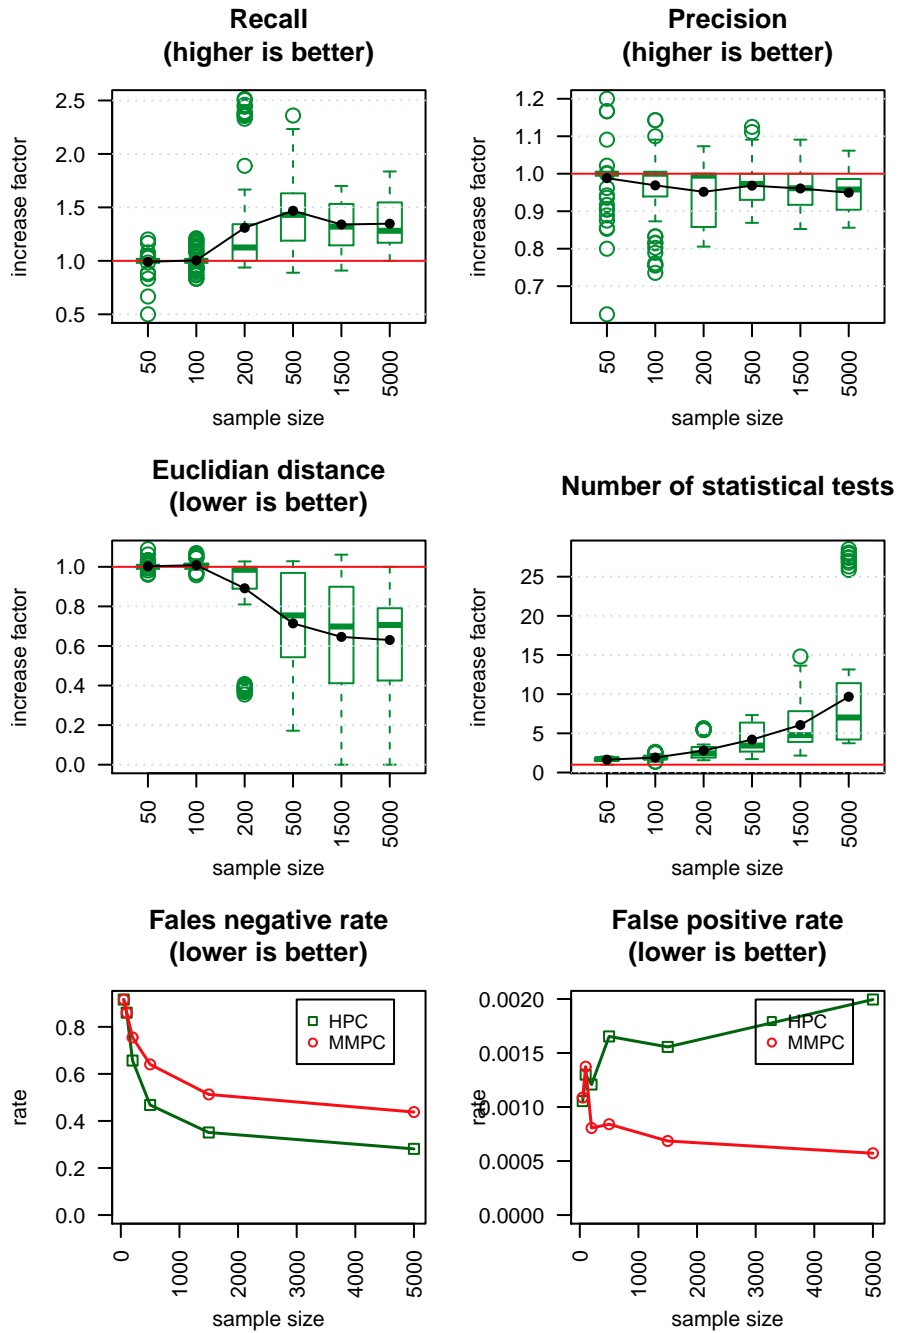 Recall
(higher is better)
2.5
2.0
1.5
1.0
0.5
increase factor
50
100
200
500
1500
5000
sample size
Precision
(higher is better)
1.2
1.1
1.0
0.9
0.8
0.7
increase factor
50
100
200
500
1500
5000
sample size
Euclidian distance
(lower is better)
1.0
0.8
0.6
0.4
0.2
0.0
increase factor
50
100
200
500
1500
5000
sample size
Number of statistical tests
25
20
15
10
5
0
increase factor
50
100
200
500
1500
5000
sample size
Fales negative rate
(lower is better)
0.8
0.6
0.4
0.2
0.0
rate
HPC
MMPC
0
1000
2000
3000
4000
5000
sample size
False positive rate
(lower is better)
0.0020
0.0015
0.0010
0.0005
0.0000
rate
HPC
MMPC
0
1000
2000
3000
4000
5000
sample size